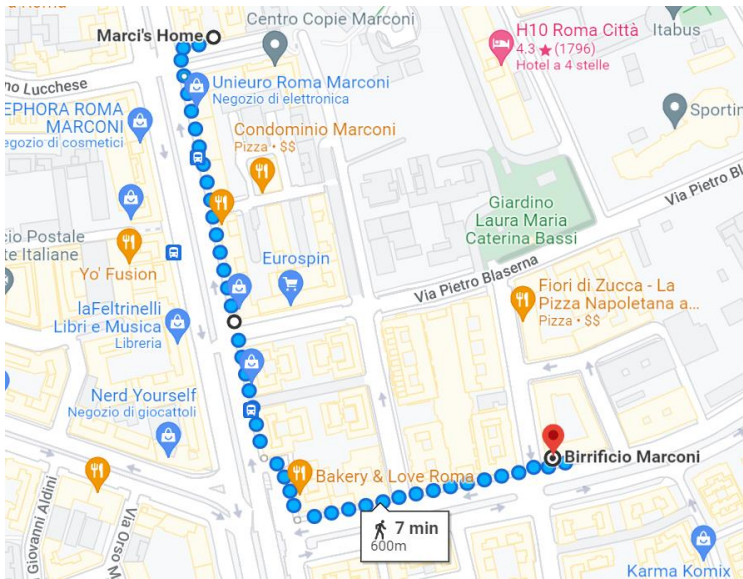 a Roma
Centro Copie Marconi
Marci's Home
H10 Roma Città
4.3 ★ (1796)
Hotel a 4 stelle
Itabus
no Lucchese
Unieuro Roma Marconi
Negozio di elettronica
EPHORA ROMA
MARCONI
egozio di cosmetici
Sportin
Condominio Marconi
Pizza • $$
Via Pietro Blas
Giardino
Laura Maria
Caterina Bassi
cio Postale
te Italiane
Yo' Fusion
Eurospin
Via Pietro Blaserna
Fiori di Zucca - La
Pizza Napoletana a...
Pizza • $$
laFeltrinelli
Libri e Musica
Libreria
Nerd Yourself
Negozio di giocattoli
Birrificio Marconi
Bakery & Love Roma
Giovanni Aldini
Via Orso M
7 min
600m
Karma Komix